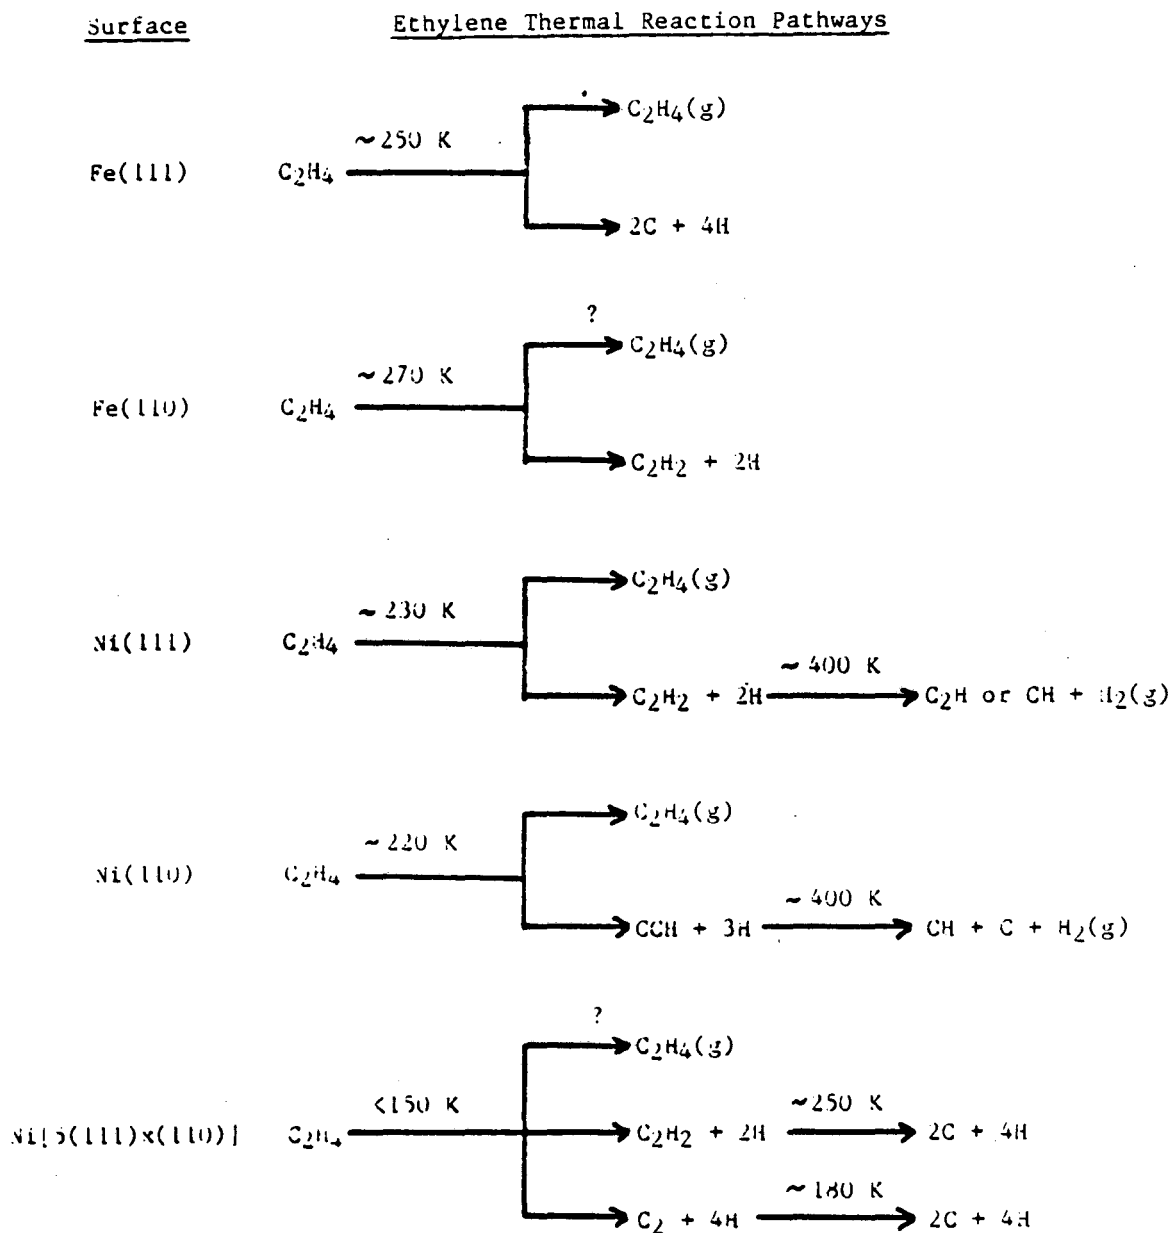 Surface Ethylene Thermal Reaction Pathways
C₂H₄(g)
~250 K
Fe(111) C₂H₄
2C + 4H
?
C₂H₄(g)
~270 K
Fe(110) C₂H₄
C₂H₂ + 2H
C₂H₄(g)
~230 K
Ni(111) C₂H₄
~400 K
C₂H₂ + 2H C₂H or CH + H₂(g)
C₂H₄(g)
~220 K
Ni(110) C₂H₄
~400 K
CCH + 3H CH + C + H₂(g)
?
C₂H₄(g)
<150 K ~250 K
Ni[5(111)x(110)] C₂H₄ C₂H₂ + 2H 2C + 4H
~180 K
C₂ + 4H 2C + 4H